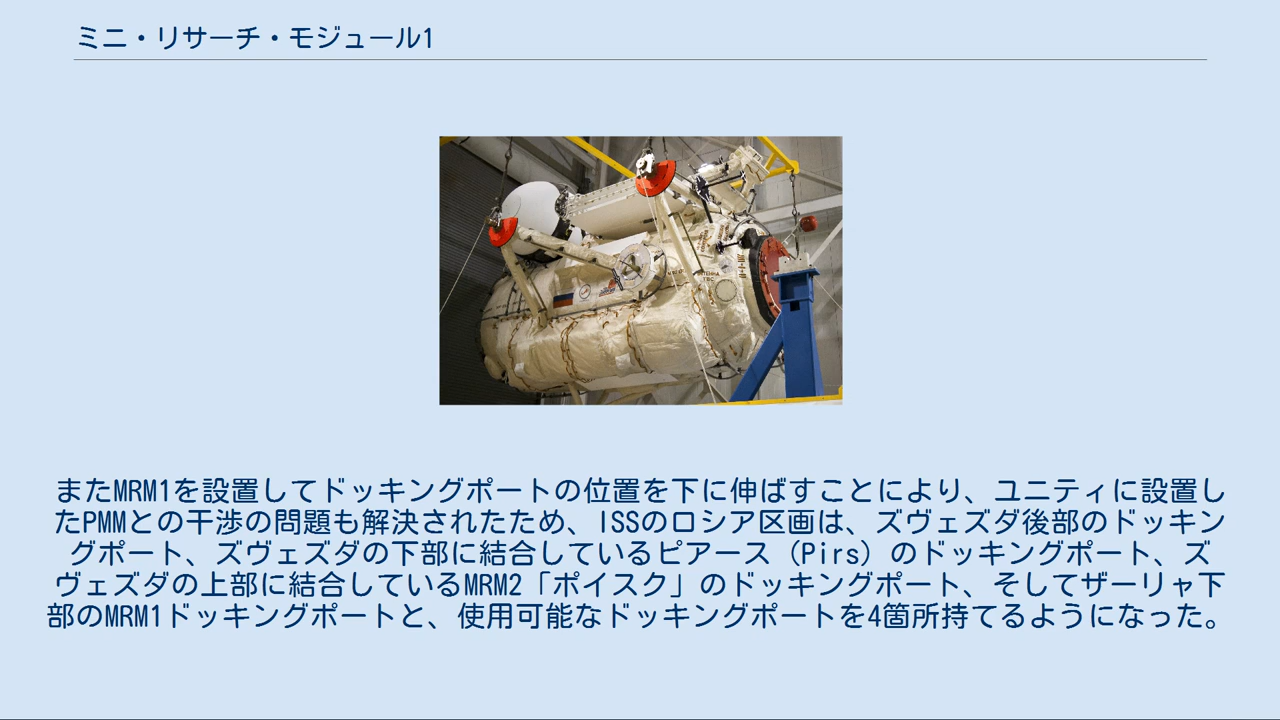 ミニ・リサーチ・モジュール1
またMRM1を設置してドッキングポートの位置を下に伸ばすことにより、ユニティに設置し
たPMMとの干渉の問題も解決されたため、ISSのロシア区画は、ズヴェズダ後部のドッキン
グポート、ズヴェズダの下部に結合しているピアース（Pirs）のドッキングポート、ズ
ヴェズダの上部に結合しているMRM2「ポイスク」のドッキングポート、そしてザーリャ下
部のMRM1ドッキングポートと、使用可能なドッキングポートを4箇所持てるようになった。